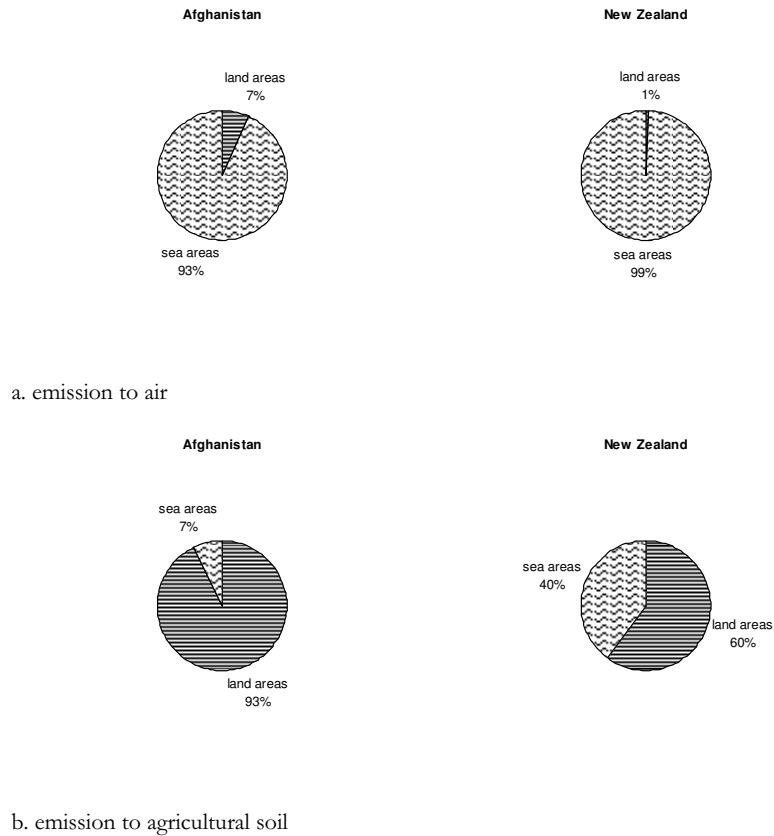 Afghanistan
New Zealand
land areas
7%
land areas
1%
sea areas
93%
sea areas
99%
a. emission to air
Afghanistan
New Zealand
sea areas
7%
sea areas
40%
land areas
60%
land areas
93%
b. emission to agricultural soil